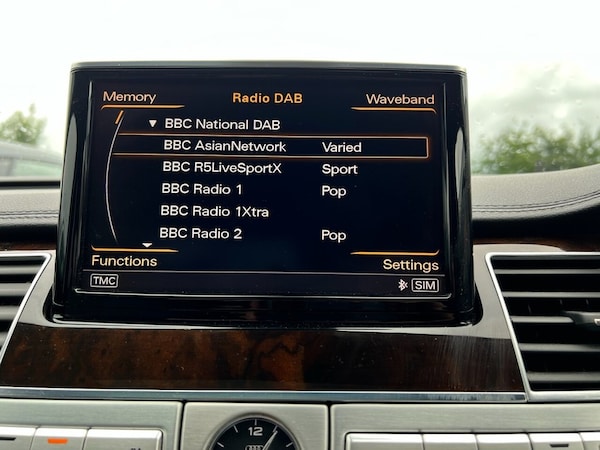 Memory Radio DAB Waveband
BBC National DAB
BBC AsianNetwork Varied
BBC R5LiveSportX Sport
BBC Radio 1 Pop
BBC Radio 1Xtra
BBC Radio 2 Pop
Functions Settings
TMC SIM
12